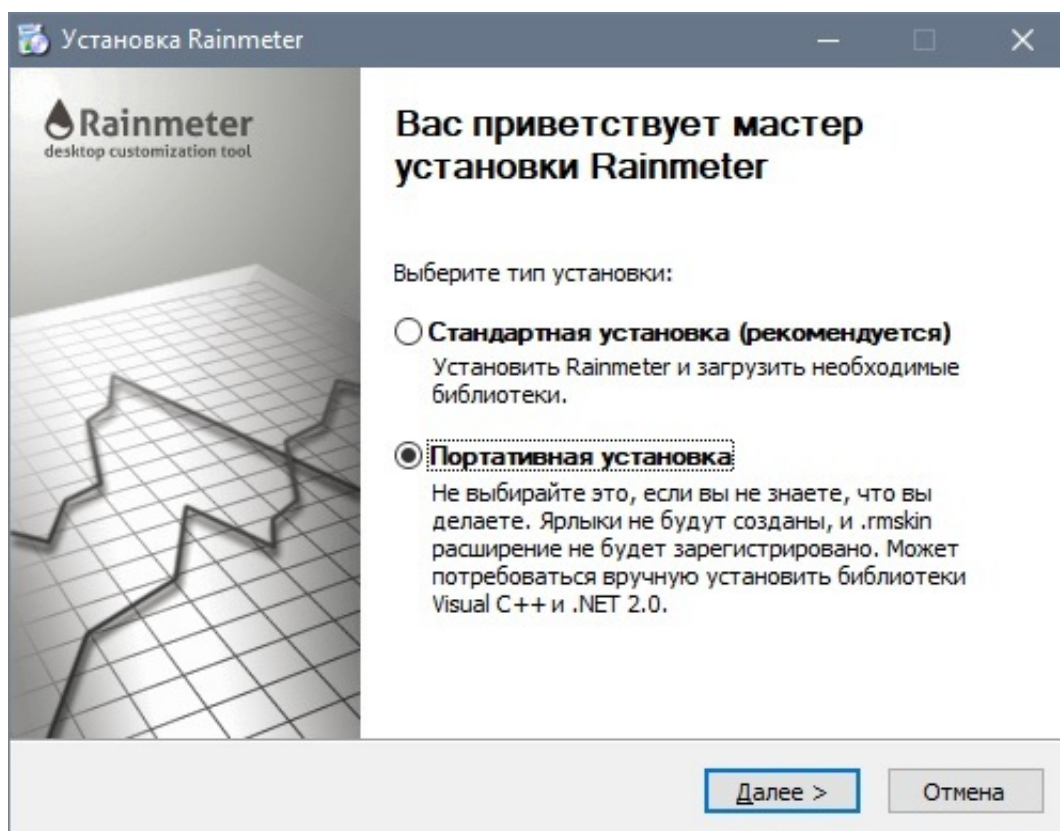 Установка Rainmeter
Rainmeter
desktop customization tool
Вас приветствует мастер
установки Rainmeter
Выберите тип установки:
Стандартная установка (рекомендуется)
Установить Rainmeter и загрузить необходимые
библиотеки.
Портативная установка
Не выбирайте это, если вы не знаете, что вы
делаете. Ярлыки не будут созданы, и .rmskin
расширение не будет зарегистрировано. Может
потребоваться вручную установить библиотеки
Visual C++ и .NET 2.0.
Далее >
Отмена